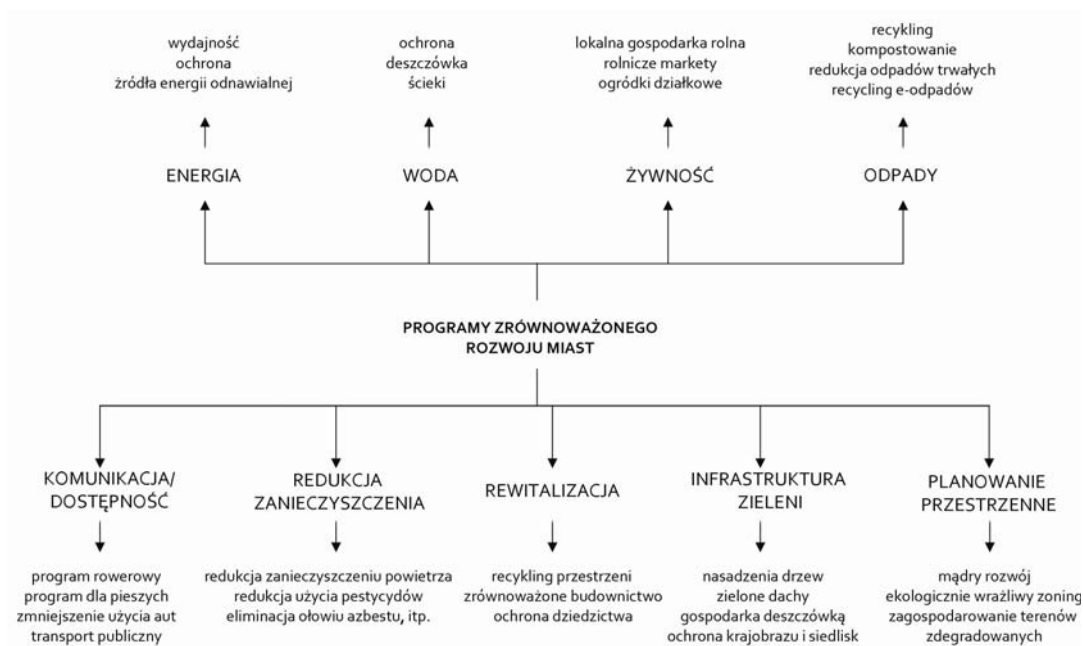 wydajność
ochrona
żródła energii odnawialnej
ochrona
deszczówka
ścieki
lokalna gospodarka rolna
rolnicze markety
ogródki działkowe
recykling
kompostowanie
redukcja odpadów trwałych
recycling e-odpadów
ENERGIA
WODA
ŻYWNOŚĆ
ODPADY
PROGRAMY ZRÓWNOWAŻONEGO
ROZWOJU MIAST
KOMUNIKACJA/
DOSTĘPNOŚĆ
REDUKCJA
ZANIECZYSZCZENIA
REWITALIZACJA
INFRASTRUKTURA
ZIELENI
PLANOWANIE
PRZESTRZENNE
program rowerowy
program dla pieszych
zmniejszenie użycia aut
transport publiczny
redukcja zanieczyszczeniu powietrza
redukcja użycia pestycydów
eliminacja ołowiu azbestu, itp.
recykling przestrzeni
zrównoważone budownictwo
ochrona dziedzictwa
nasadzenia drzew
zielone dachy
gospodarka deszczówką
ochrona krajobrazu i siedlisk
mądry rozwój
ekologicznie wrażliwy zoning
zagospodarowanie terenów
zdegradowanych